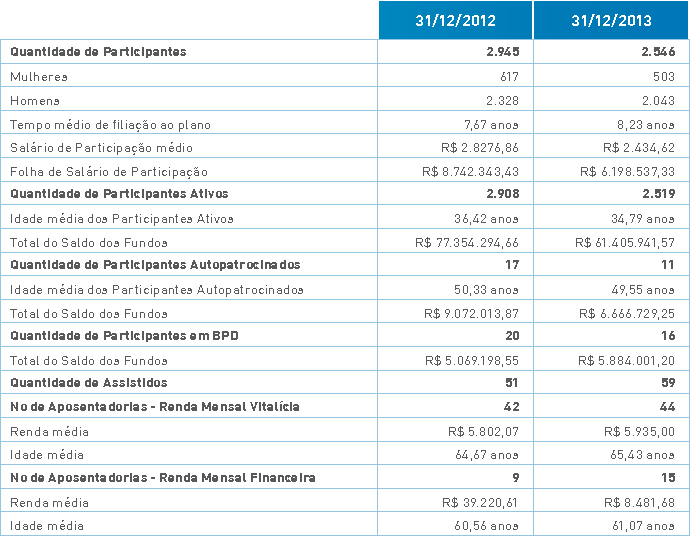 31/12/2012 31/12/2013
Quantidade de Participantes 2.945 2.546
Mulheres 617 503
Homens 2.328 2.043
Tempo médio de filiação ao plano 7,67 anos 8,23 anos
Salário de Participação médio R$ 2.8276,86 R$ 2.434,62
Folha de Salário de Participação R$ 8.742.343,43 R$ 6.198.537,33
Quantidade de Participantes Ativos 2.908 2.519
Idade média dos Participantes Ativos 36,42 anos 34,79 anos
Total do Saldo dos Fundos R$ 77.354.294,66 R$ 61.405.941,57
Quantidade de Participantes Autopatrocinados 17 11
Idade média dos Participantes Autopatrocinados 50,33 anos 49,55 anos
Total do Saldo dos Fundos R$ 9.072.013,87 R$ 6.666.729,25
Quantidade de Participantes em BPD 20 16
Total do Saldo dos Fundos R$ 5.069.198,55 R$ 5.884.001,20
Quantidade de Assistidos 51 59
No de Aposentadorias - Renda Mensal Vitalícia 42 44
Renda média R$ 5.802,07 R$ 5.935,00
Idade média 64,67 anos 65,43 anos
No de Aposentadorias - Renda Mensal Financeira 9 15
Renda média R$ 39.220,61 R$ 8.481,68
Idade média 60,56 anos 61,07 anos